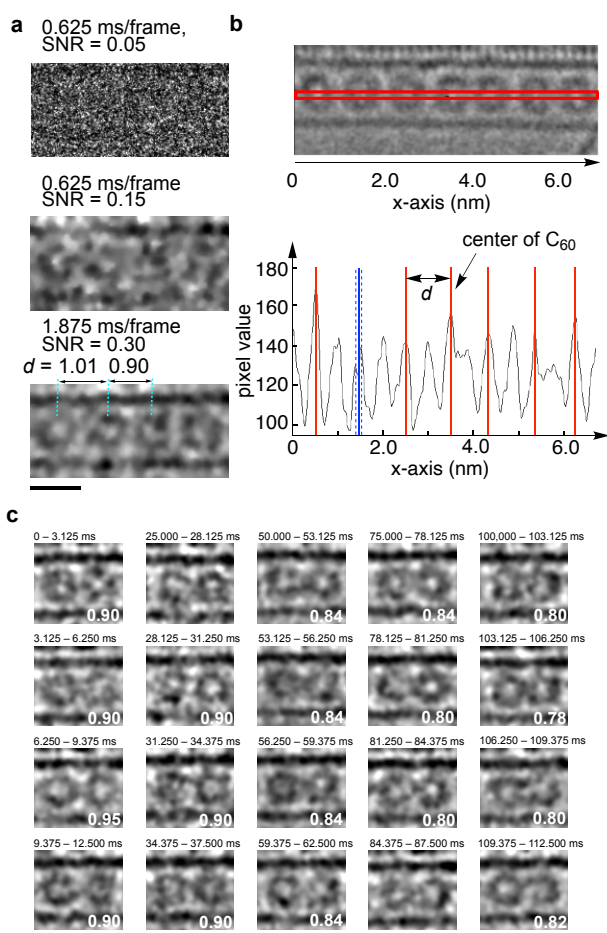 a
0.625 ms/frame,
SNR = 0.05
0.625 ms/frame
SNR = 0.15
1.875 ms/frame
SNR = 0.30
d = 1.01 0.90
b
0 2.0 4.0 6.0
x-axis (nm)
center of C60
d
180
160
140
120
100
pixel value
0 2.0 4.0 6.0
x-axis (nm)
c
0 – 3.125 ms 25.000 – 28.125 ms 50.000 – 53.125 ms 75.000 – 78.125 ms 100,000 – 103.125 ms
0.90 0.90 0.84 0.84 0.80
3.125 – 6.250 ms 28.125 – 31.250 ms 53.125 – 56.250 ms 78.125 – 81.250 ms 103.125 – 106.250 ms
0.90 0.90 0.84 0.80 0.78
6.250 – 9.375 ms 31.250 – 34.375 ms 56.250 – 59.375 ms 81.250 – 84.375 ms 106.250 – 109.375 ms
0.95 0.90 0.84 0.80 0.80
9.375 – 12.500 ms 34.375 – 37.500 ms 59.375 – 62.500 ms 84.375 – 87.500 ms 109.375 – 112.500 ms
0.90 0.90 0.84 0.80 0.82